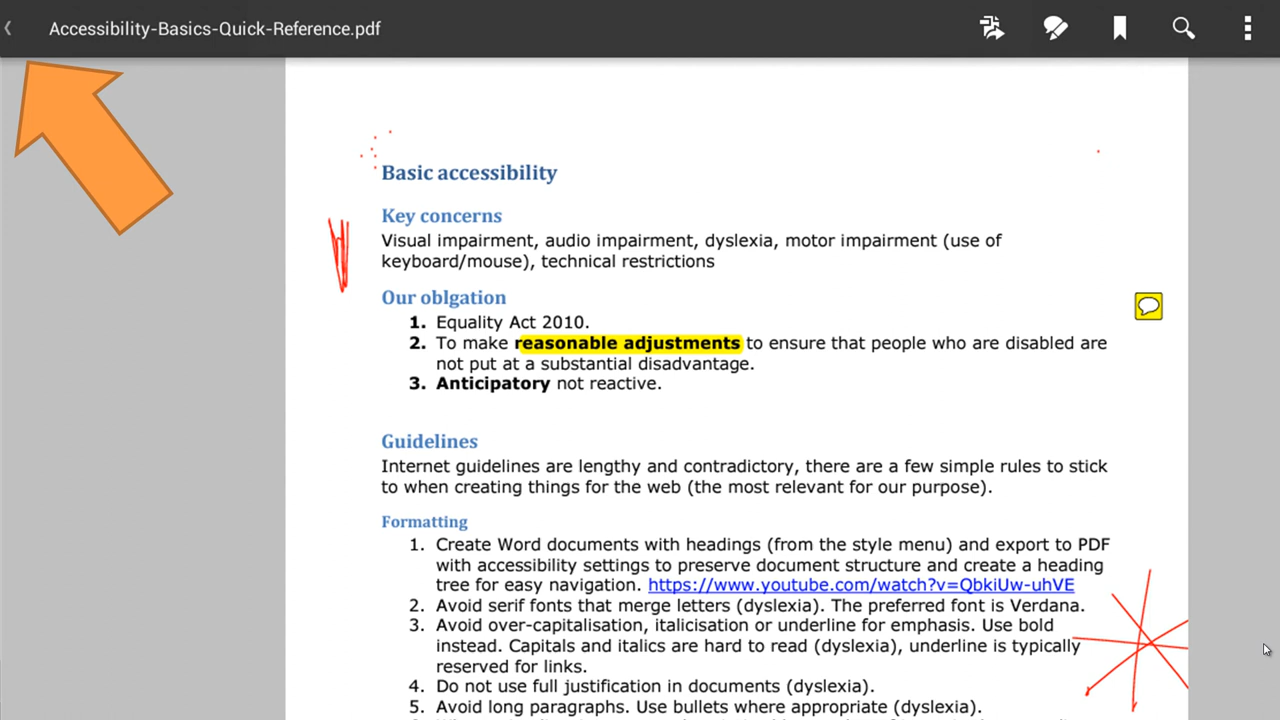 Accessibility-Basics-Quick-Reference.pdf
Basic accessibility
Key concerns
Visual impairment, audio impairment, dyslexia, motor impairment (use of
keyboard/mouse), technical restrictions
Our oblgation
1. Equality Act 2010.
2. To make reasonable adjustments to ensure that people who are disabled are
not put at a substantial disadvantage.
3. Anticipatory not reactive.
Guidelines
Internet guidelines are lengthy and contradictory, there are a few simple rules to stick
to when creating things for the web (the most relevant for our purpose).
Formatting
1. Create Word documents with headings (from the style menu) and export to PDF
with accessibility settings to preserve document structure and create a heading
tree for easy navigation. https://www.youtube.com/watch?v=QbkiUw-uhVE
2. Avoid serif fonts that merge letters (dyslexia). The preferred font is Verdana.
3. Avoid over-capitalisation, italicisation or underline for emphasis. Use bold
instead. Capitals and italics are hard to read (dyslexia), underline is typically
reserved for links.
4. Do not use full justification in documents (dyslexia).
5. Avoid long paragraphs. Use bullets where appropriate (dyslexia).